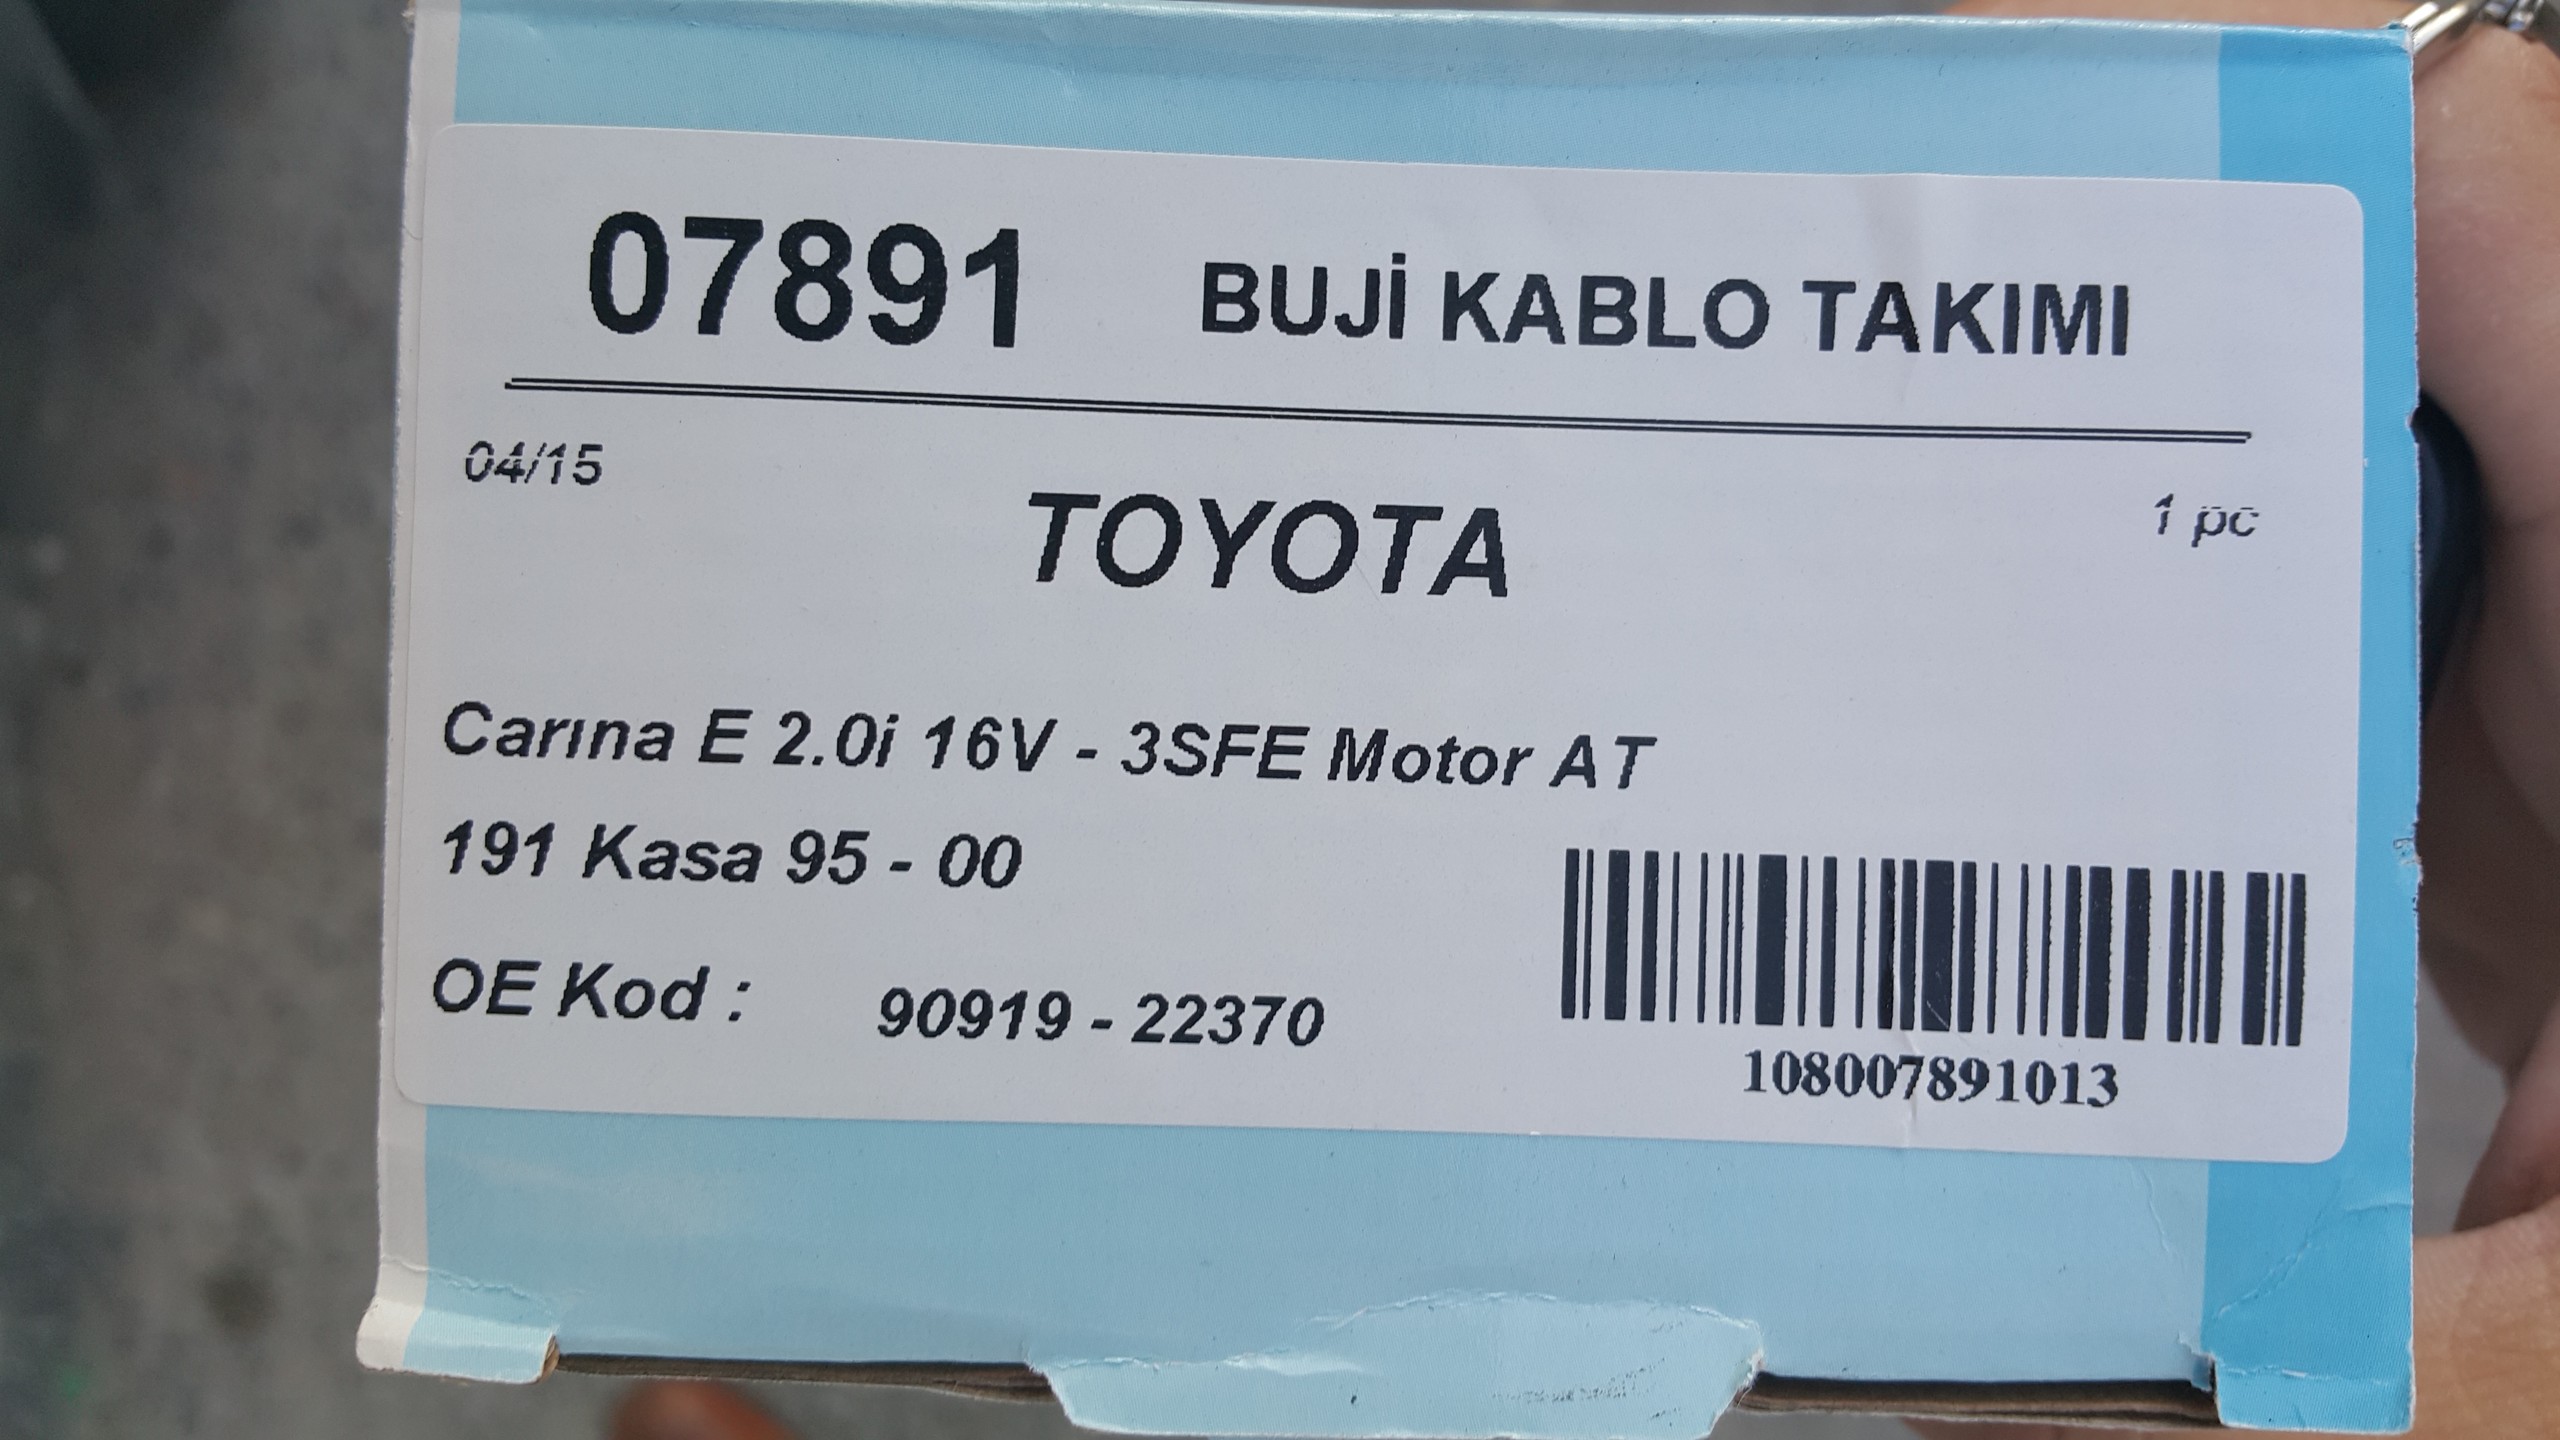 07891 BUJİ KABLO TAKIMI
04/15
TOYOTA
1 pc
Carına E 2.0i 16V - 3SFE Motor AT
191 Kasa 95 - 00
OE Kod : 90919 - 22370
108007891013